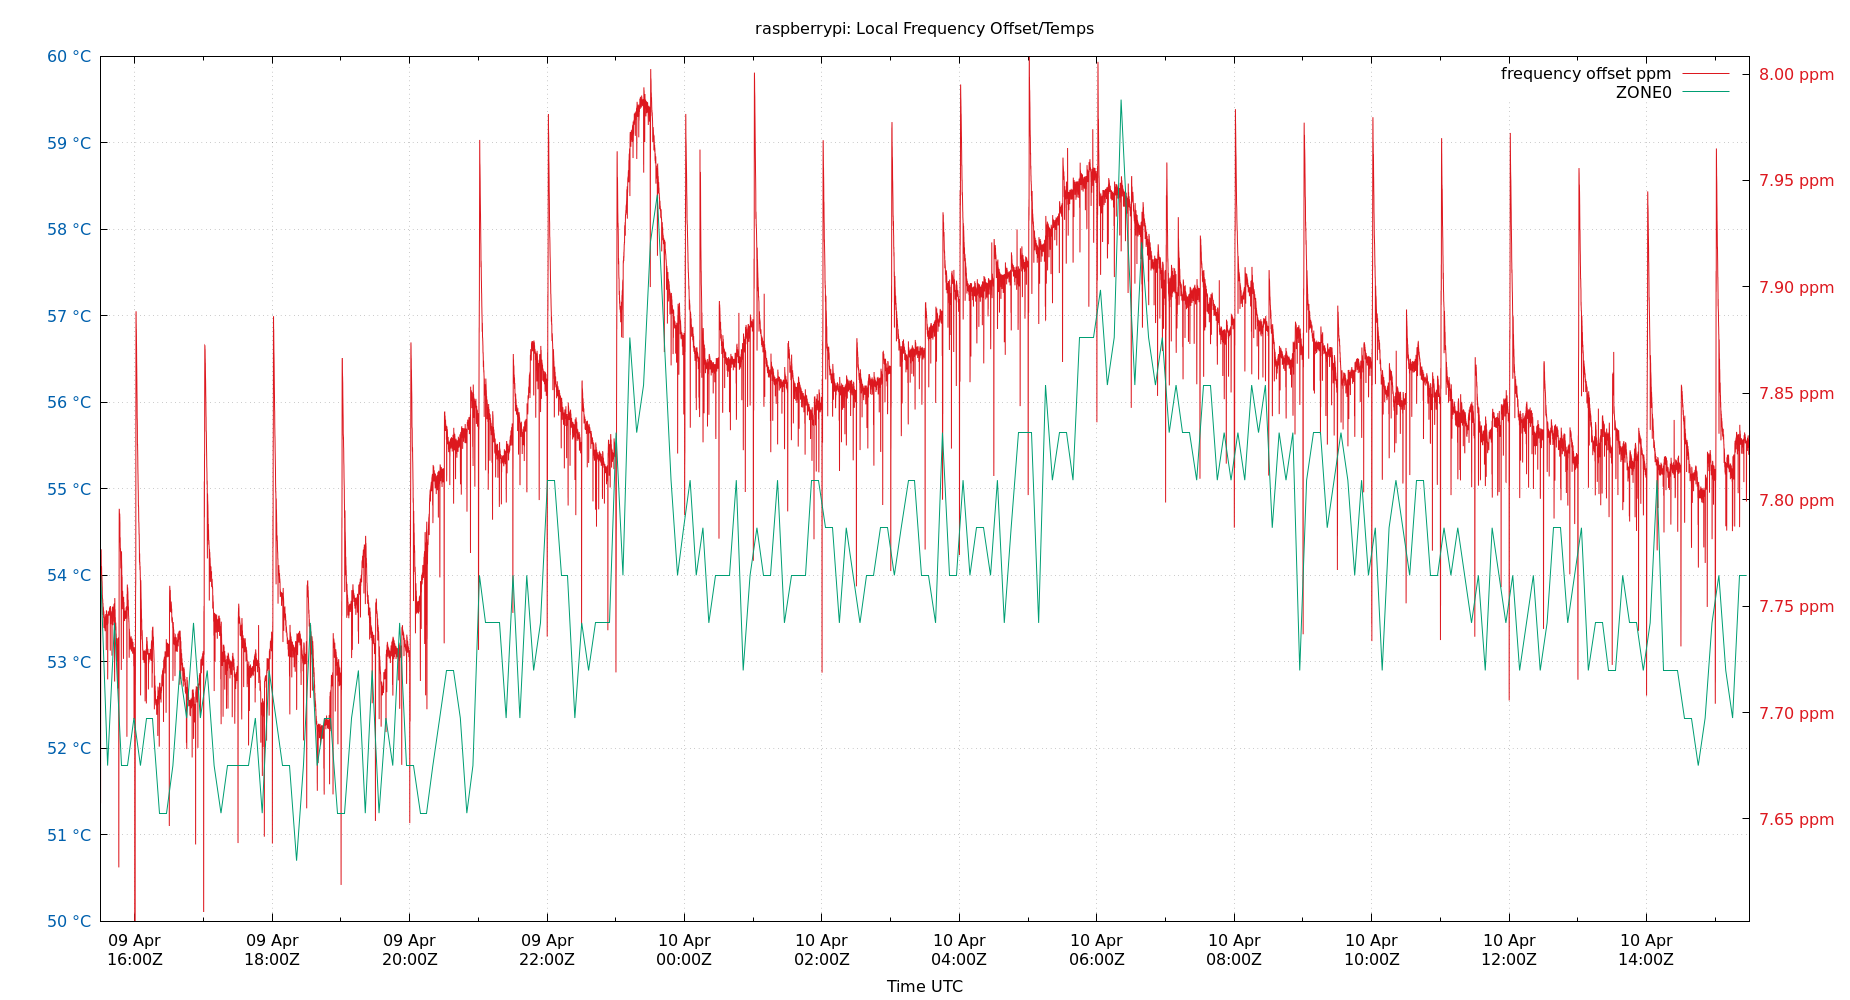 raspberrypi: Local Frequency Offset/Temps
60 °C
59 °C
58 °C
57 °C
56 °C
55 °C
54 °C
53 °C
52 °C
51 °C
50 °C
frequency offset ppm
ZONE0
8.00 ppm
7.95 ppm
7.90 ppm
7.85 ppm
7.80 ppm
7.75 ppm
7.70 ppm
7.65 ppm
09 Apr
16:00Z
09 Apr
18:00Z
09 Apr
20:00Z
09 Apr
22:00Z
10 Apr
00:00Z
10 Apr
02:00Z
10 Apr
04:00Z
10 Apr
06:00Z
10 Apr
08:00Z
10 Apr
10:00Z
10 Apr
12:00Z
10 Apr
14:00Z
Time UTC